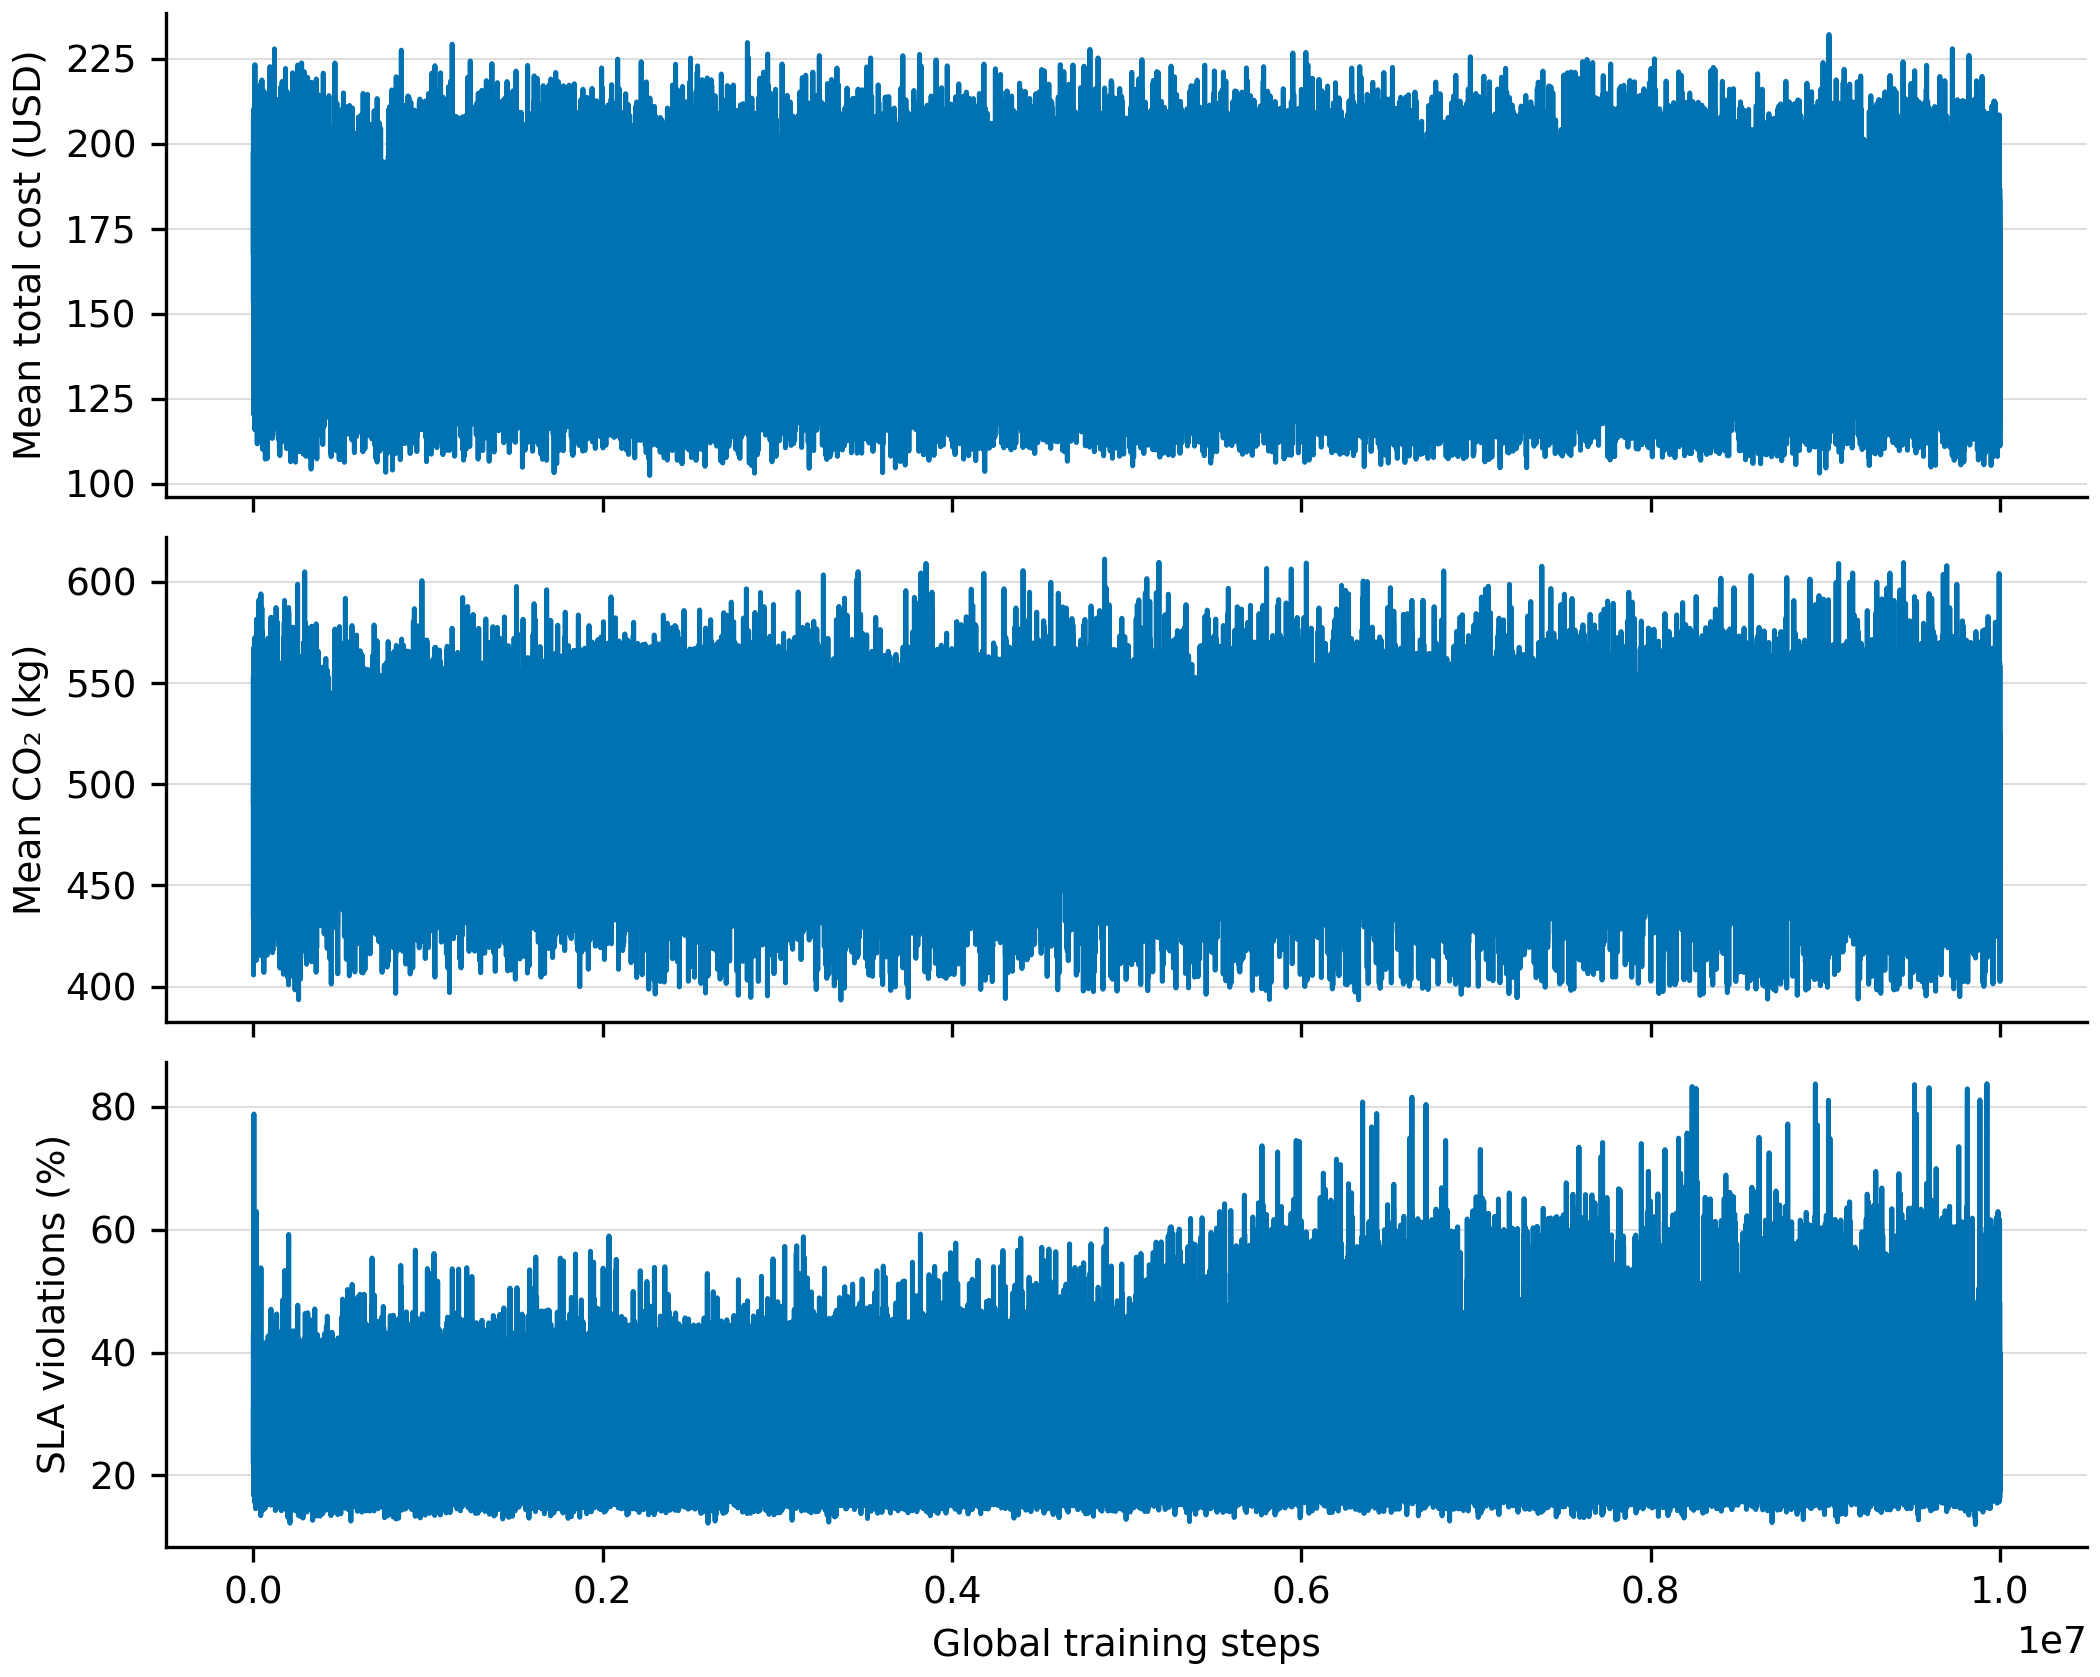 Mean total cost (USD)
225
200
175
150
125
100
Mean CO₂ (kg)
600
550
500
450
400
SLA violations (%)
80
60
40
20
0.0 0.2 0.4 0.6 0.8 1.0
1e7
Global training steps